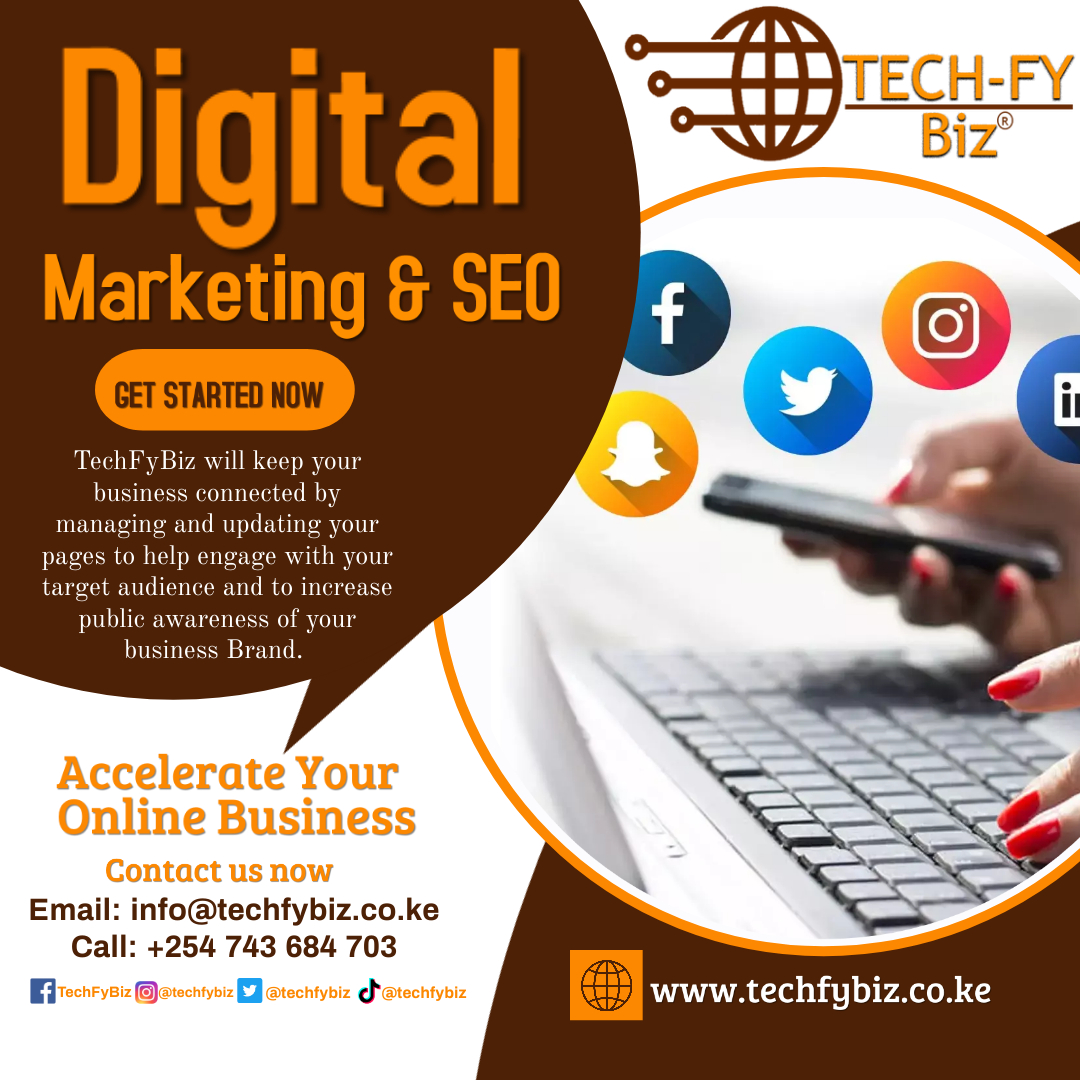 Digital
Marketing & SEO
GET STARTED NOW
TechFyBiz will keep your
business connected by
managing and updating your
pages to help engage with your
target audience and to increase
public awareness of your
business Brand.
TECH-FY
Biz®
f
in
Accelerate Your
Online Business
Contact us now
Email: info@techfybiz.co.ke
Call: +254 743 684 703
TechFyBiz @techfybiz @techfybiz @techfybiz
www.techfybiz.co.ke